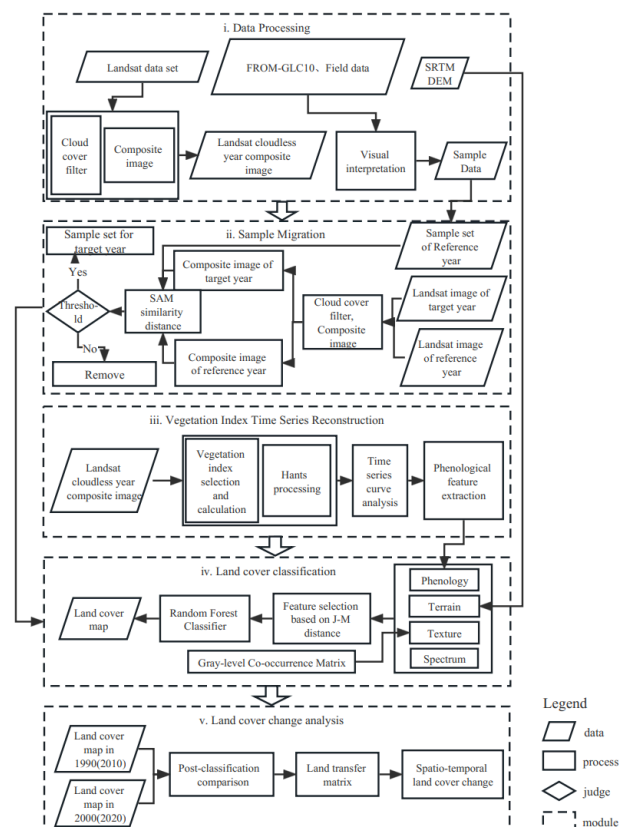 i. Data Processing
Landsat data set
FROM-GLC10、Field data
SRTM
DEM
Cloud
cover
filter
Composite
image
Landsat cloudless
year composite
image
Visual
interpretation
Sample
Data
ii. Sample Migration
Sample set for
target year
Sample set
of Reference
year
Yes
Composite image of
target year
Thresho-
ld
SAM
similarity
distance
Cloud cover
filter,
Composite
image
Landsat image of
target year
No
Remove
Composite image
of reference year
Landsat image
of reference
year
iii. Vegetation Index Time Series Reconstruction
Landsat
cloudless year
composite image
Vegetation
index
selection
and
calculation
Hants
processing
Time
series
curve
analysis
Phenological
feature
extraction
iv. Land cover classification
Land cover
map
Random Forest
Classifier
Feature selection
based on J-M
distance
Phenology
Terrain
Texture
Spectrum
Gray-level Co-occurrence Matrix
v. Land cover change analysis
Land cover
map in
1990(2010)
Land cover
map in
2000(2020)
Post-classification
comparison
Land transfer
matrix
Spatio-temporal
land cover change
Legend
data
process
judge
module